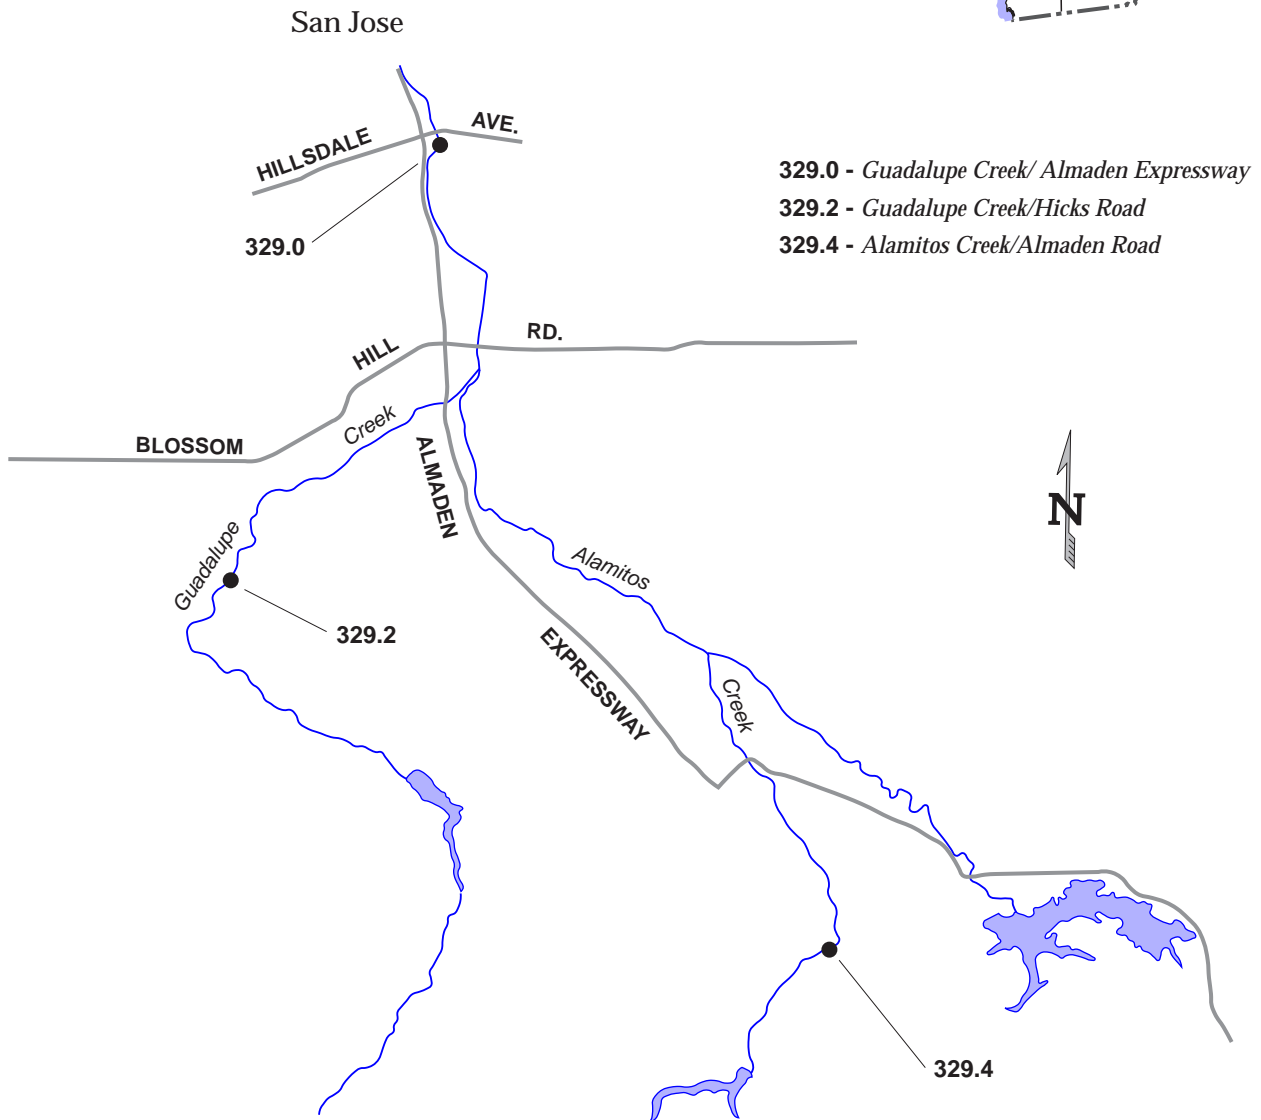 San Jose
HILLSDALE AVE.
329.0 - Guadalupe Creek/ Almaden Expressway
329.2 - Guadalupe Creek/Hicks Road
329.4 - Alamitos Creek/Almaden Road
329.0
BLOSSOM HILL RD.
Guadalupe Creek
ALMADEN EXPRESSWAY
N
Alamitos Creek
329.2
329.4